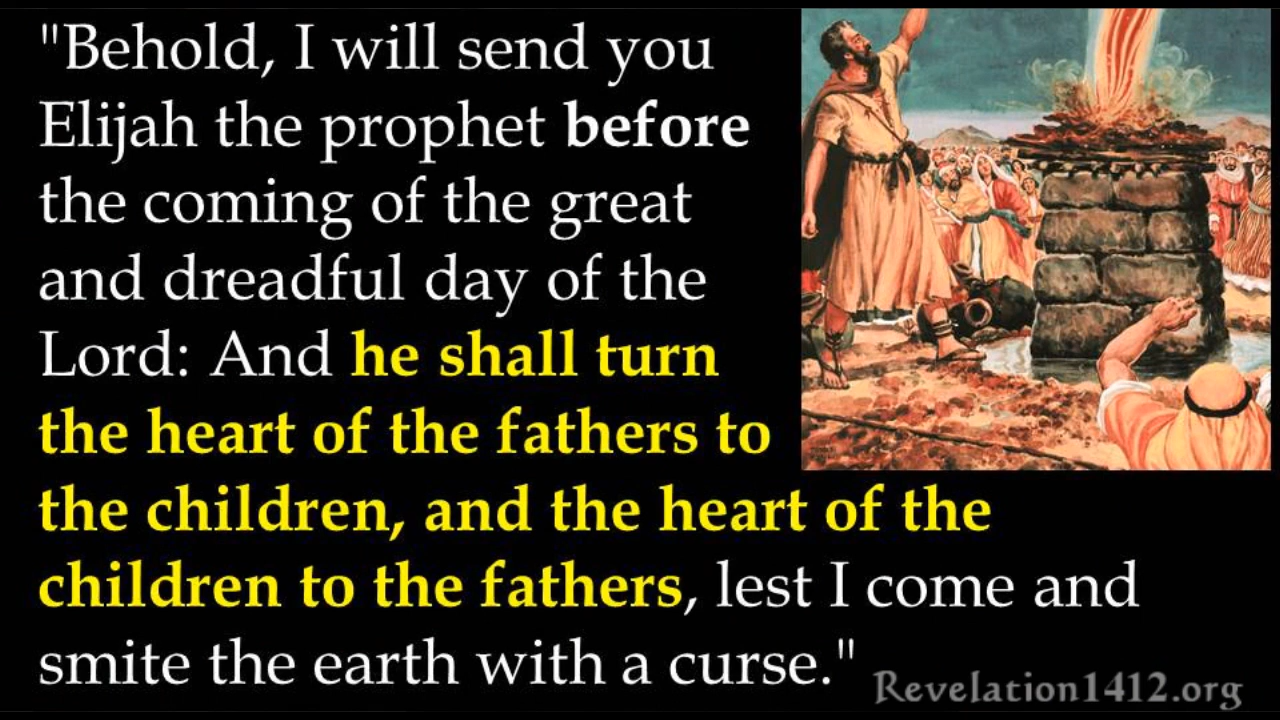 "Behold, I will send you
Elijah the prophet before
the coming of the great
and dreadful day of the
Lord: And he shall turn
the heart of the fathers to
the children, and the heart of the
children to the fathers, lest I come and
smite the earth with a curse."
Revelation1412.org